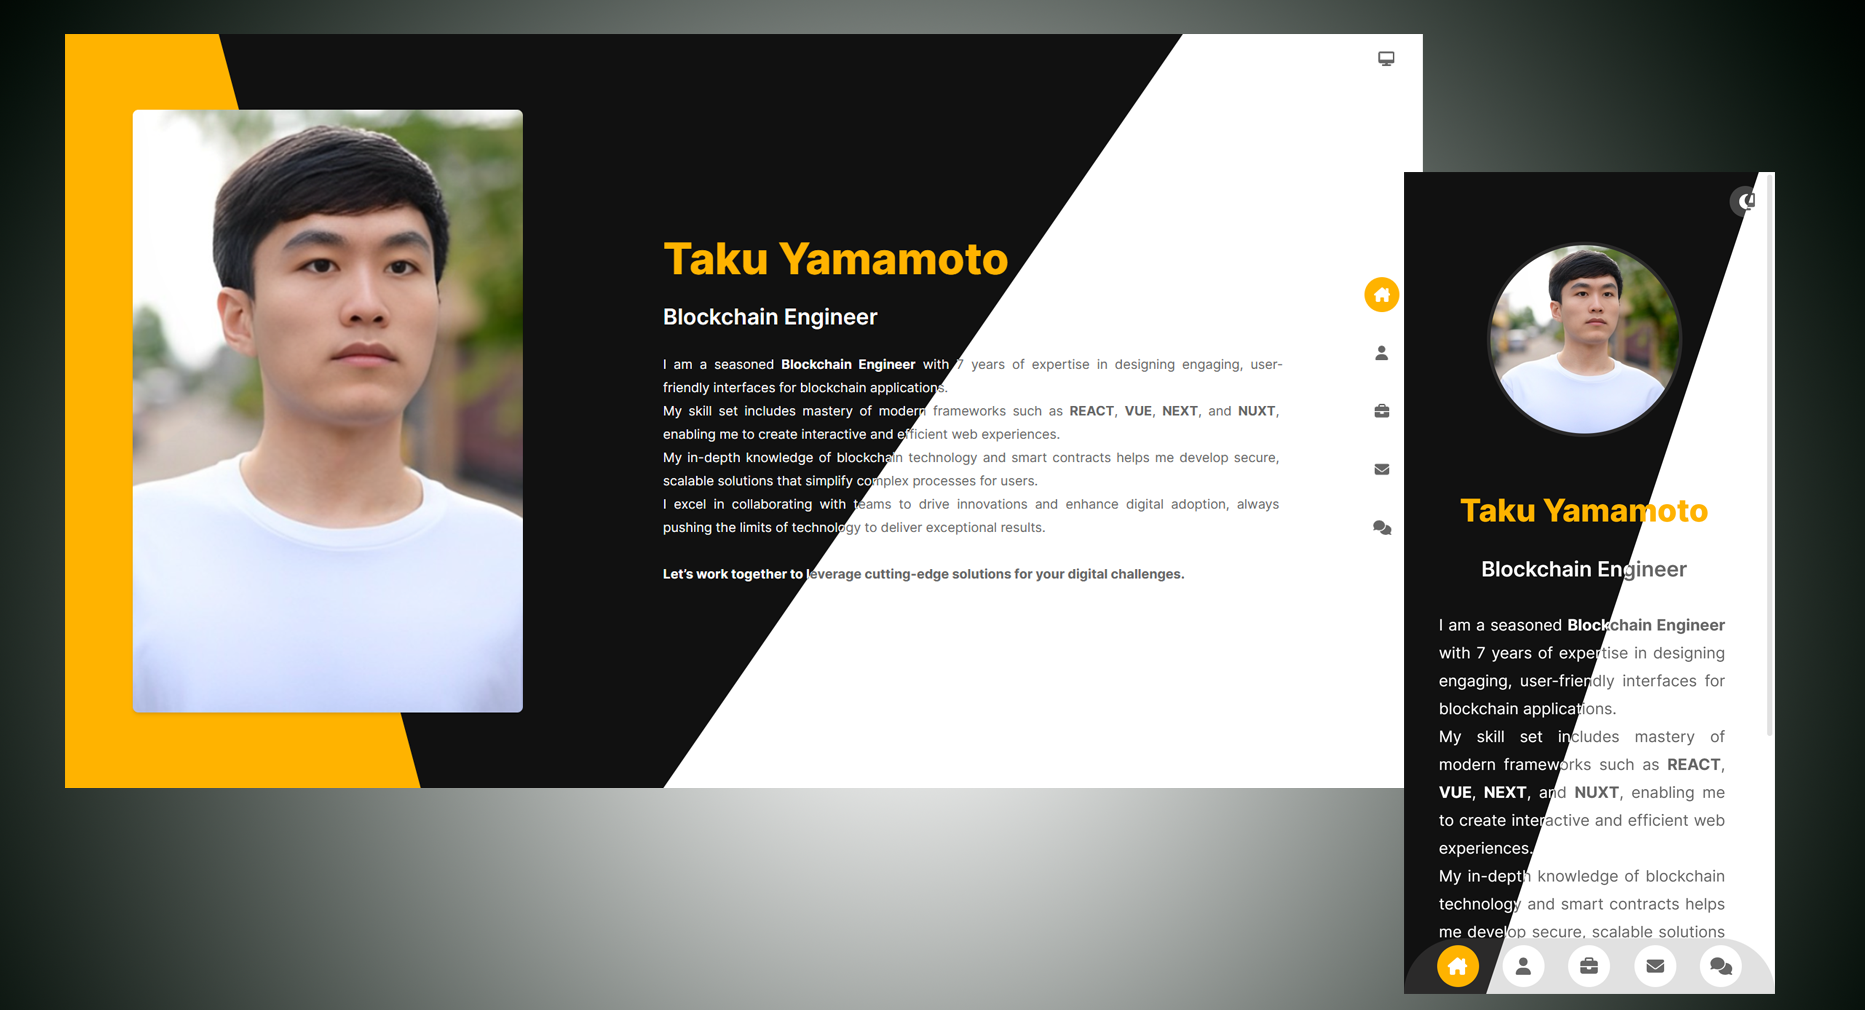 Taku Yamamoto
Blockchain Engineer
I am a seasoned Blockchain Engineer with 7 years of expertise in designing engaging, user-
friendly interfaces for blockchain applications.
My skill set includes mastery of modern frameworks such as REACT, VUE, NEXT, and NUXT,
enabling me to create interactive and efficient web experiences.
My in-depth knowledge of blockchain technology and smart contracts helps me develop secure,
scalable solutions that simplify complex processes for users.
I excel in collaborating with teams to drive innovations and enhance digital adoption, always
pushing the limits of technology to deliver exceptional results.
Let’s work together to leverage cutting-edge solutions for your digital challenges.
Taku Yamamoto
Blockchain Engineer
I am a seasoned Blockchain Engineer
with 7 years of expertise in designing
engaging, user-friendly interfaces for
blockchain applications.
My skill set includes mastery of
modern frameworks such as REACT,
VUE, NEXT, and NUXT, enabling me
to create interactive and efficient web
experiences.
My in-depth knowledge of blockchain
technology and smart contracts helps
me develop secure, scalable solutions